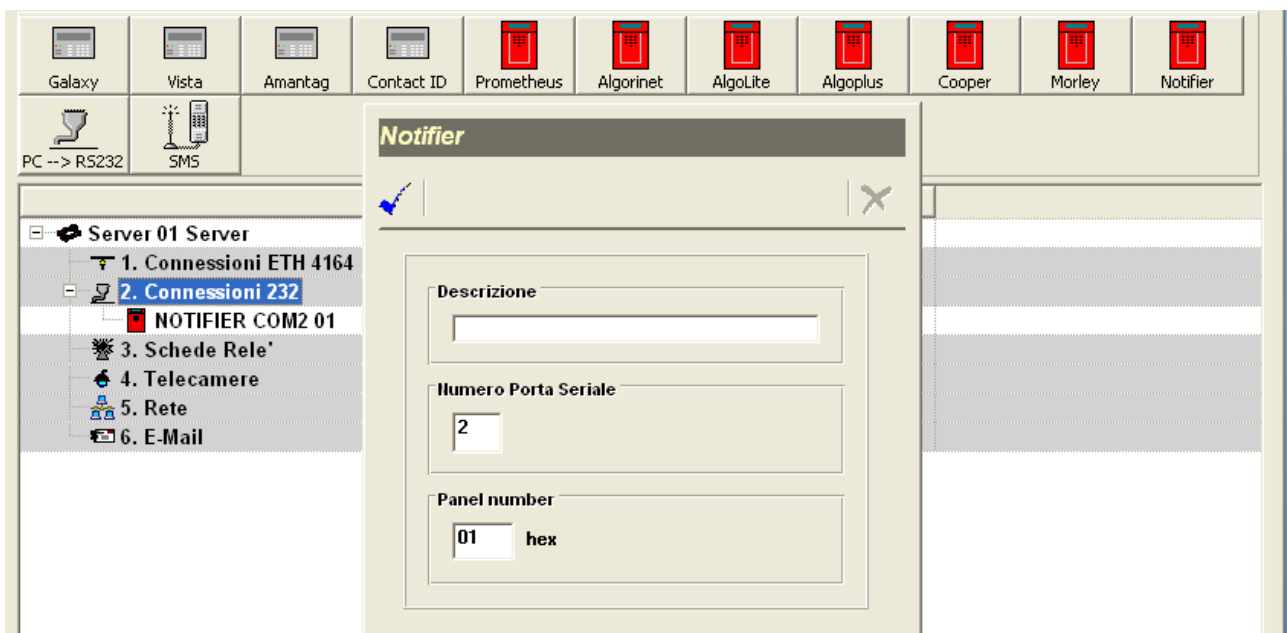 Galaxy Vista Amantag Contact ID Prometheus Algorinet AlgoLite Algoplus Cooper Morley Notifier
PC --> RS232 SMS
Notifier
Server 01 Server
1. Connessioni ETH 4164
2. Connessioni 232
NOTIFIER COM2 01
3. Schede Rele'
4. Telecamere
5. Rete
6. E-Mail
Descrizione
Numero Porta Seriale
2
Panel number
01 hex